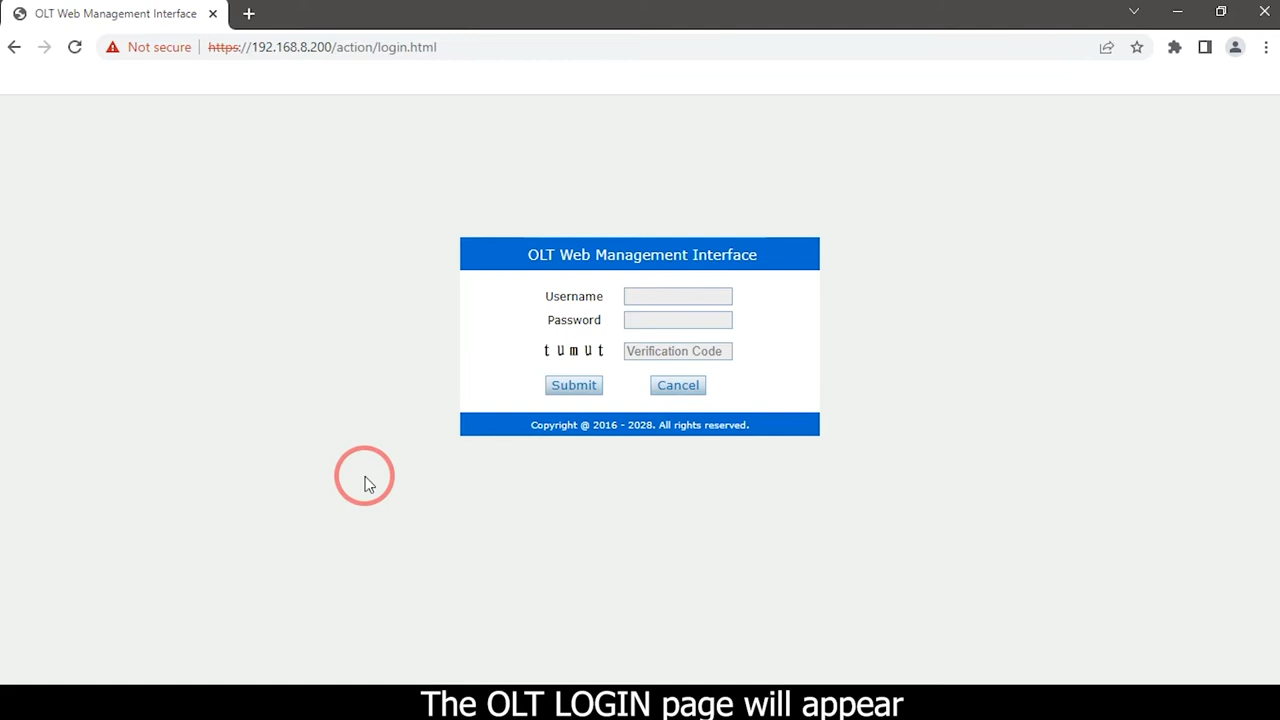 OLT Web Management Interface
Not secure
https://192.168.8.200/action/login.html
OLT Web Management Interface
Username
Password
tumut
Verification Code
Submit
Cancel
Copyright @ 2016 - 2028. All rights reserved.
The OLT LOGIN page will appear